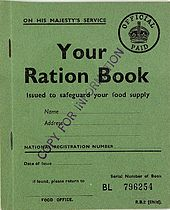 ON HIS MAJESTY'S SERVICE
OFFICIAL
PAID
Your
Ration Book
Issued to safeguard your food supply
COPY FOR INFORMATION
Name
Address
NATIONAL REGISTRATION NUMBER
Date of Issue
Serial Number of Book
If found, please return to
BL 796254
FOOD OFFICE.